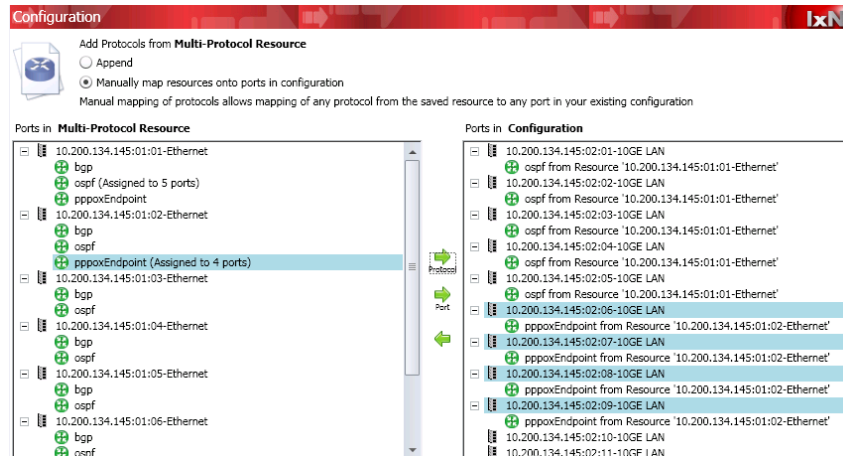 Configuration
IxN
Add Protocols from Multi-Protocol Resource
Append
Manually map resources onto ports in configuration
Manual mapping of protocols allows mapping of any protocol from the saved resource to any port in your existing configuration
Ports in Multi-Protocol Resource
10.200.134.145:01:01-Ethernet
bgp
ospf (Assigned to 5 ports)
pppoxEndpoint
10.200.134.145:01:02-Ethernet
bgp
ospf
pppoxEndpoint (Assigned to 4 ports)
10.200.134.145:01:03-Ethernet
bgp
ospf
10.200.134.145:01:04-Ethernet
bgp
ospf
10.200.134.145:01:05-Ethernet
bgp
ospf
10.200.134.145:01:06-Ethernet
bgp
ospf
Protocol
Port
Ports in Configuration
10.200.134.145:02:01-10GE LAN
ospf from Resource '10.200.134.145:01:01-Ethernet'
10.200.134.145:02:02-10GE LAN
ospf from Resource '10.200.134.145:01:01-Ethernet'
10.200.134.145:02:03-10GE LAN
ospf from Resource '10.200.134.145:01:01-Ethernet'
10.200.134.145:02:04-10GE LAN
ospf from Resource '10.200.134.145:01:01-Ethernet'
10.200.134.145:02:05-10GE LAN
ospf from Resource '10.200.134.145:01:01-Ethernet'
10.200.134.145:02:06-10GE LAN
pppoxEndpoint from Resource '10.200.134.145:01:02-Ethernet'
10.200.134.145:02:07-10GE LAN
pppoxEndpoint from Resource '10.200.134.145:01:02-Ethernet'
10.200.134.145:02:08-10GE LAN
pppoxEndpoint from Resource '10.200.134.145:01:02-Ethernet'
10.200.134.145:02:09-10GE LAN
pppoxEndpoint from Resource '10.200.134.145:01:02-Ethernet'
10.200.134.145:02:10-10GE LAN
10.200.134.145:02:11-10GE LAN